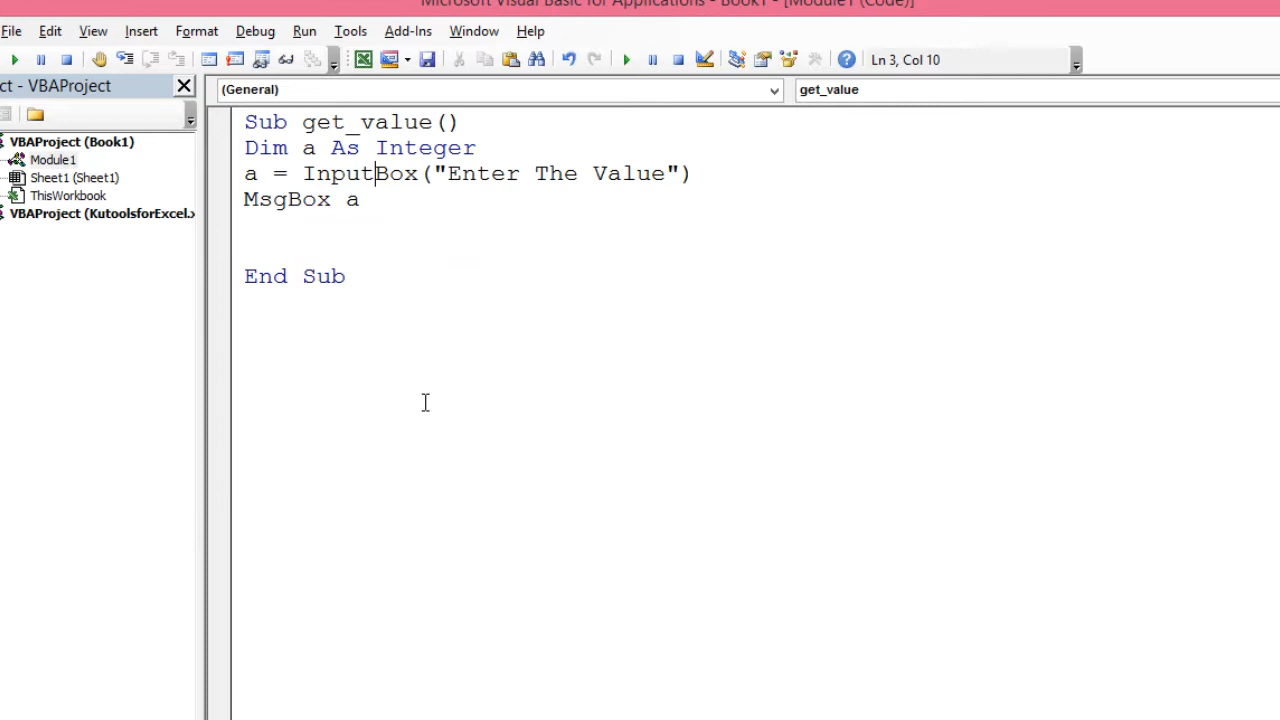 Microsoft Visual Basic for Applications - Book1 - [Module1 (Code)]
File Edit View Insert Format Debug Run Tools Add-Ins Window Help
Ln 3, Col 10
ct - VBAProject
(General) get_value
VBAProject (Book1)
Module1
Sheet1 (Sheet1)
ThisWorkbook
VBAProject (KutoolsforExcel.x
Sub get_value()
Dim a As Integer
a = InputBox("Enter The Value")
MsgBox a
End Sub